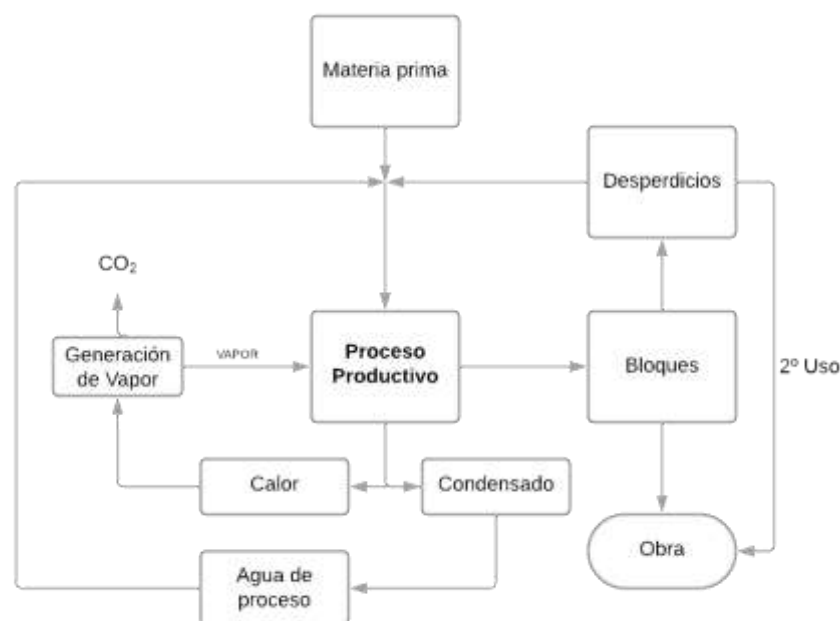 Materia prima
Desperdicios
CO₂
Generación
de Vapor
VAPOR
Proceso
Productivo
Bloques
2º Uso
Calor
Condensado
Obra
Agua de
proceso